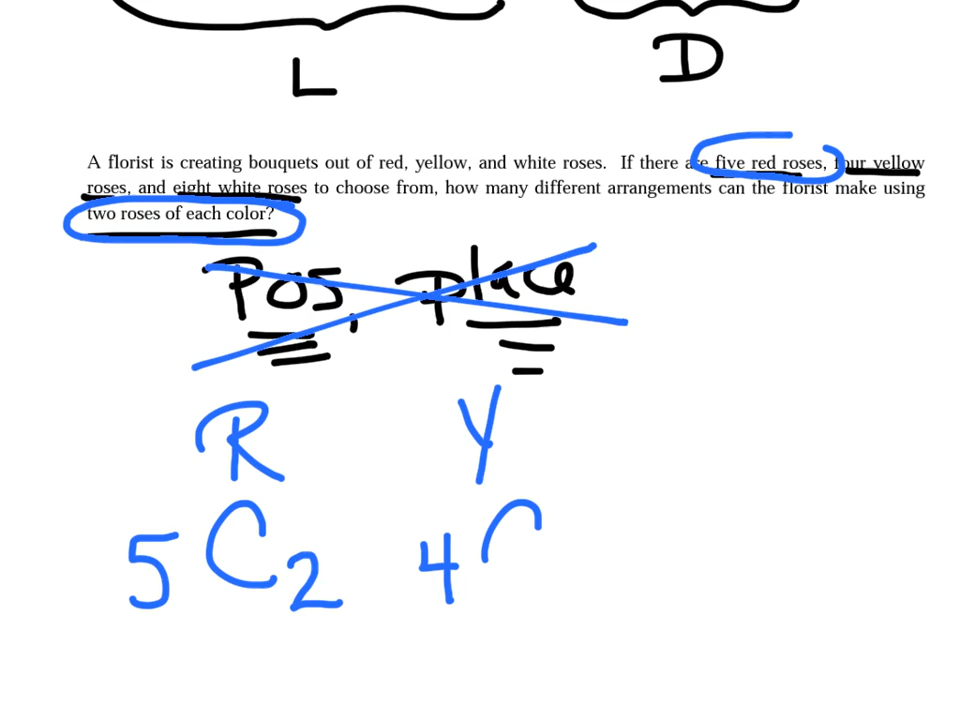 L D
A florist is creating bouquets out of red, yellow, and white roses. If there are five red roses, four yellow
roses, and eight white roses to choose from, how many different arrangements can the florist make using
two roses of each color?
Pos, Place
R Y
5 C 2 4 C